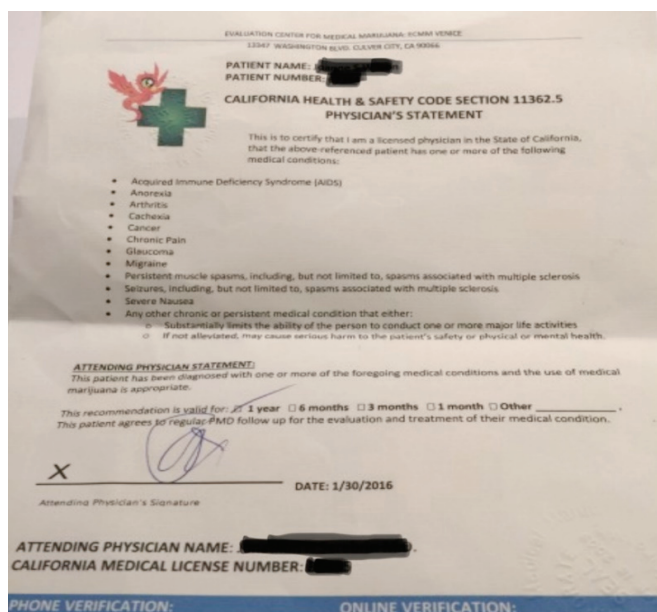 EVALUATION CENTER FOR MEDICAL MARIJUANA: ECMM VENICE
WASHINGTON BLVD. CULVER CITY, CA 90066
PATIENT NAME:
PATIENT NUMBER:
CALIFORNIA HEALTH & SAFETY CODE SECTION 11362.5
PHYSICIAN'S STATEMENT
This is to certify that I am a licensed physician in the State of California,
that the above-referenced patient has one or more of the following
medical conditions:
• Acquired Immune Deficiency Syndrome (AIDS)
• Anorexia
• Arthritis
• Cachexia
• Cancer
• Chronic Pain
• Glaucoma
• Migraine
• Persistent muscle spasms, including, but not limited to, spasms associated with multiple sclerosis
• Seizures, including, but not limited to, spasms associated with multiple sclerosis
• Severe Nausea
• Any other chronic or persistent medical condition that either:
o Substantially limits the ability of the person to conduct one or more major life activities
o If not alleviated, may cause serious harm to the patient's safety or physical or mental health.
ATTENDING PHYSICIAN STATEMENT:
This patient has been diagnosed with one or more of the foregoing medical conditions and the use of medical
marijuana is appropriate.
This recommendation is valid for: ☑ 1 year ☐ 6 months ☐ 3 months ☐ 1 month ☐ Other ____________.
This patient agrees to regular PMD follow up for the evaluation and treatment of their medical condition.
X
DATE: 1/30/2016
Attending Physician's Signature
ATTENDING PHYSICIAN NAME:
CALIFORNIA MEDICAL LICENSE NUMBER:
PHONE VERIFICATION: ONLINE VERIFICATION: